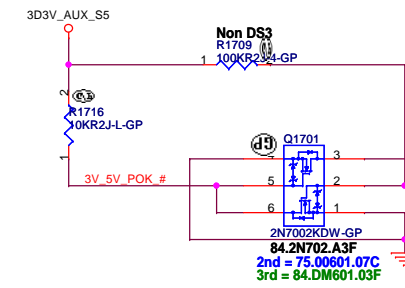 3D3V_AUX_S5
Non DS3
R1709
1
100KR2J-4-GP
2
R1716
10KR2J-L-GP
1
GP
Q1701
3
3V_5V_POK_#
5
2
6
1
2N7002KDW-GP
84.2N702.A3F
2nd = 75.00601.07C
3rd = 84.DM601.03F